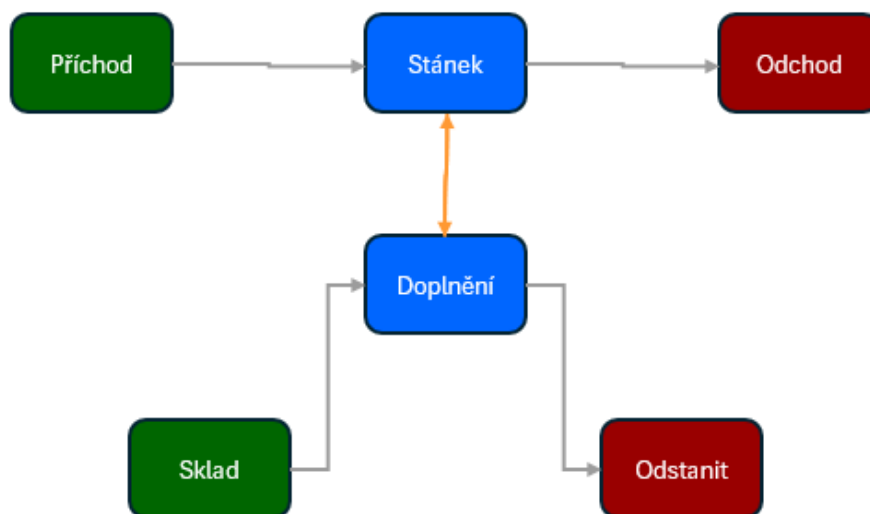 Příchod
Stánek
Odchod
Doplnění
Sklad
Odstanit